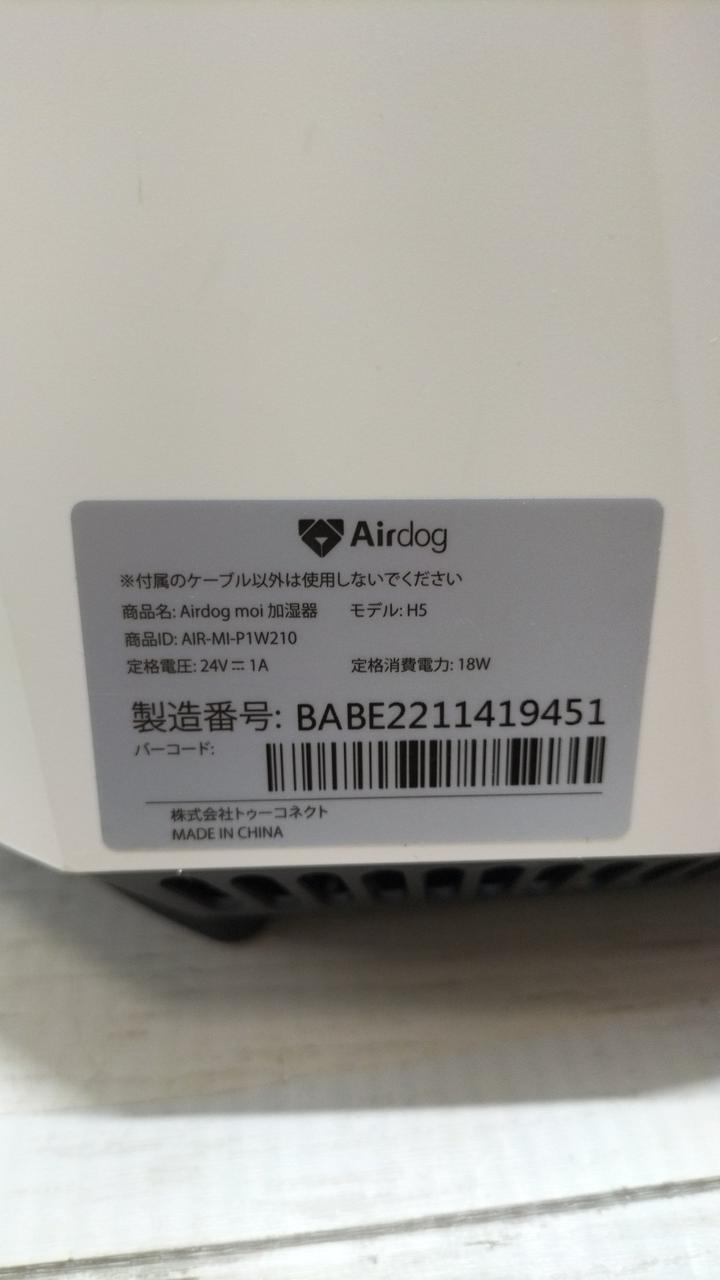 Airdog
※付属のケーブル以外は使用しないでください
商品名: Airdog moi 加湿器 モデル: H5
商品ID: AIR-MI-P1W210
定格電圧: 24V⎓1A 定格消費電力: 18W
製造番号: BABE2211419451
バーコード:
株式会社トゥーコネクト
MADE IN CHINA